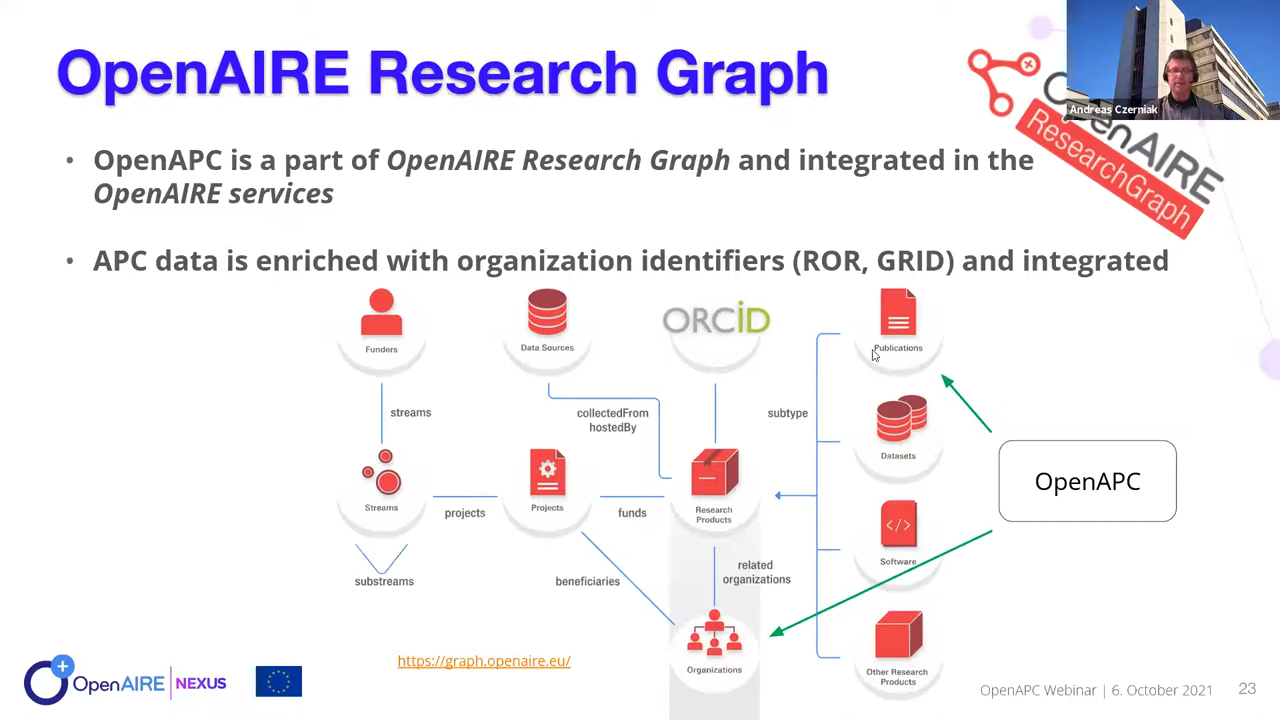 OpenAIRE Research Graph
Andreas Czerniak
OpenAIRE
ResearchGraph
• OpenAPC is a part of OpenAIRE Research Graph and integrated in the
OpenAIRE services
• APC data is enriched with organization identifiers (ROR, GRID) and integrated
Funders
Data Sources
ORCID
Publications
streams
collectedFrom
hostedBy
subtype
Datasets
OpenAPC
Streams
projects
Projects
funds
Research
Products
Software
substreams
beneficiaries
related
organizations
Organizations
Other Research
Products
https://graph.openaire.eu/
OpenAIRE NEXUS
OpenAPC Webinar | 6. October 2021 23